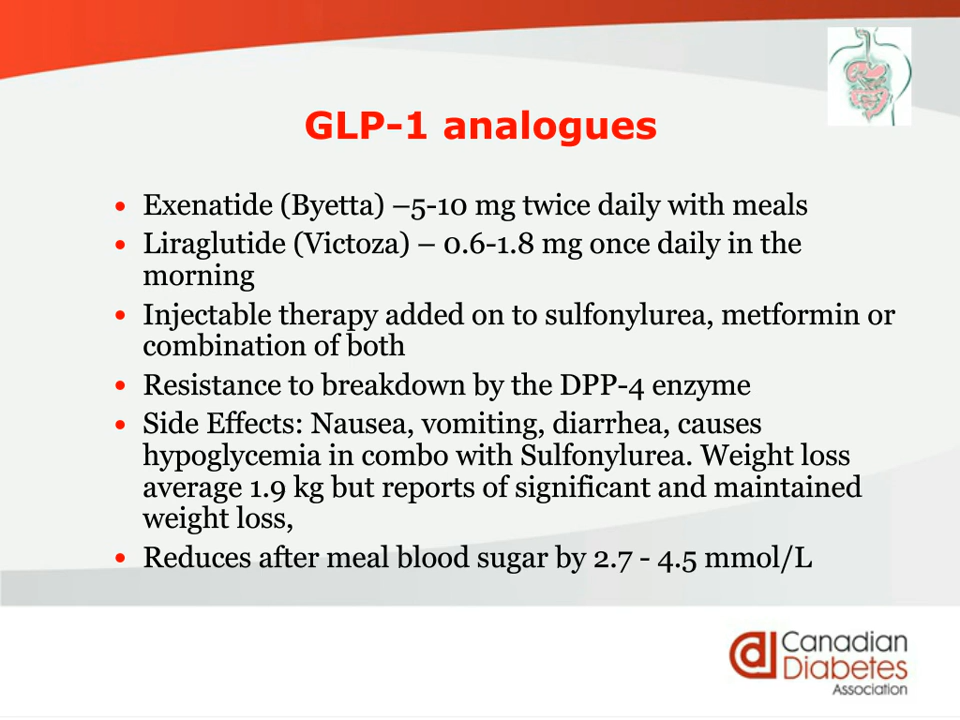 GLP-1 analogues
• Exenatide (Byetta) –5-10 mg twice daily with meals
• Liraglutide (Victoza) – 0.6-1.8 mg once daily in the
morning
• Injectable therapy added on to sulfonylurea, metformin or
combination of both
• Resistance to breakdown by the DPP-4 enzyme
• Side Effects: Nausea, vomiting, diarrhea, causes
hypoglycemia in combo with Sulfonylurea. Weight loss
average 1.9 kg but reports of significant and maintained
weight loss,
• Reduces after meal blood sugar by 2.7 - 4.5 mmol/L
Canadian
Diabetes
Association